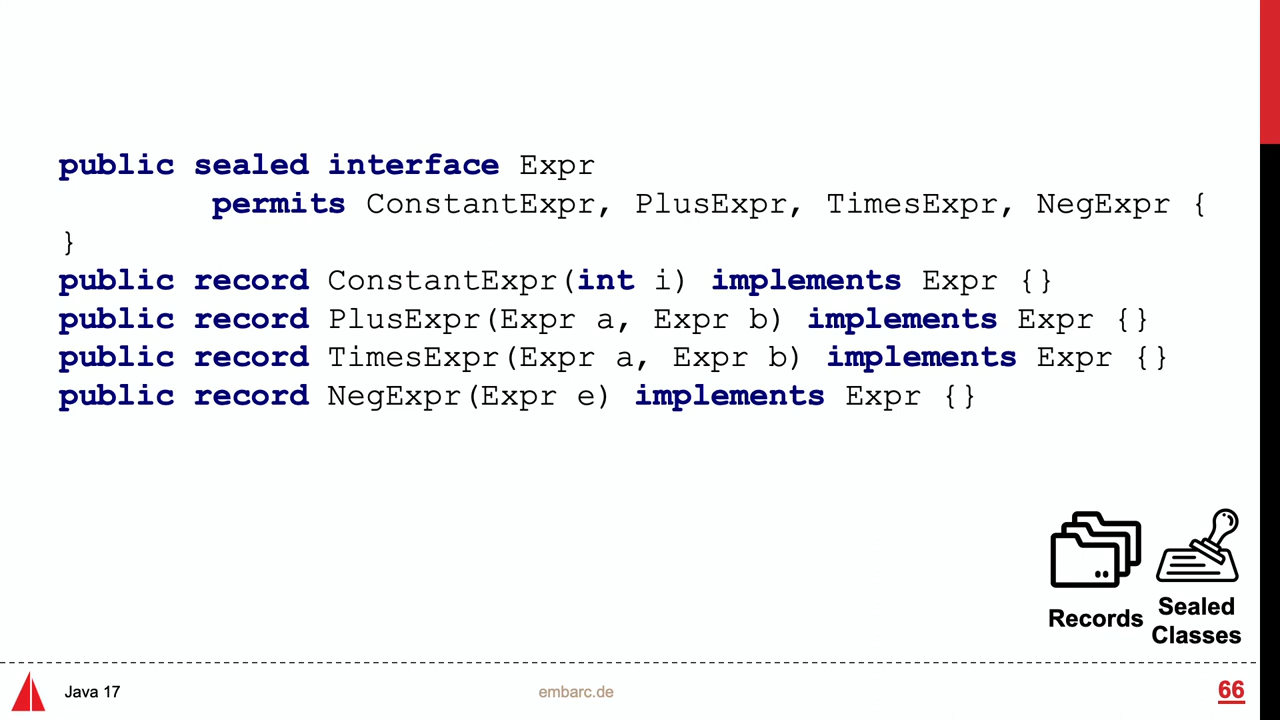 public sealed interface Expr
        permits ConstantExpr, PlusExpr, TimesExpr, NegExpr {
}
public record ConstantExpr(int i) implements Expr {}
public record PlusExpr(Expr a, Expr b) implements Expr {}
public record TimesExpr(Expr a, Expr b) implements Expr {}
public record NegExpr(Expr e) implements Expr {}
Records
Sealed
Classes
Java 17
embarc.de
66